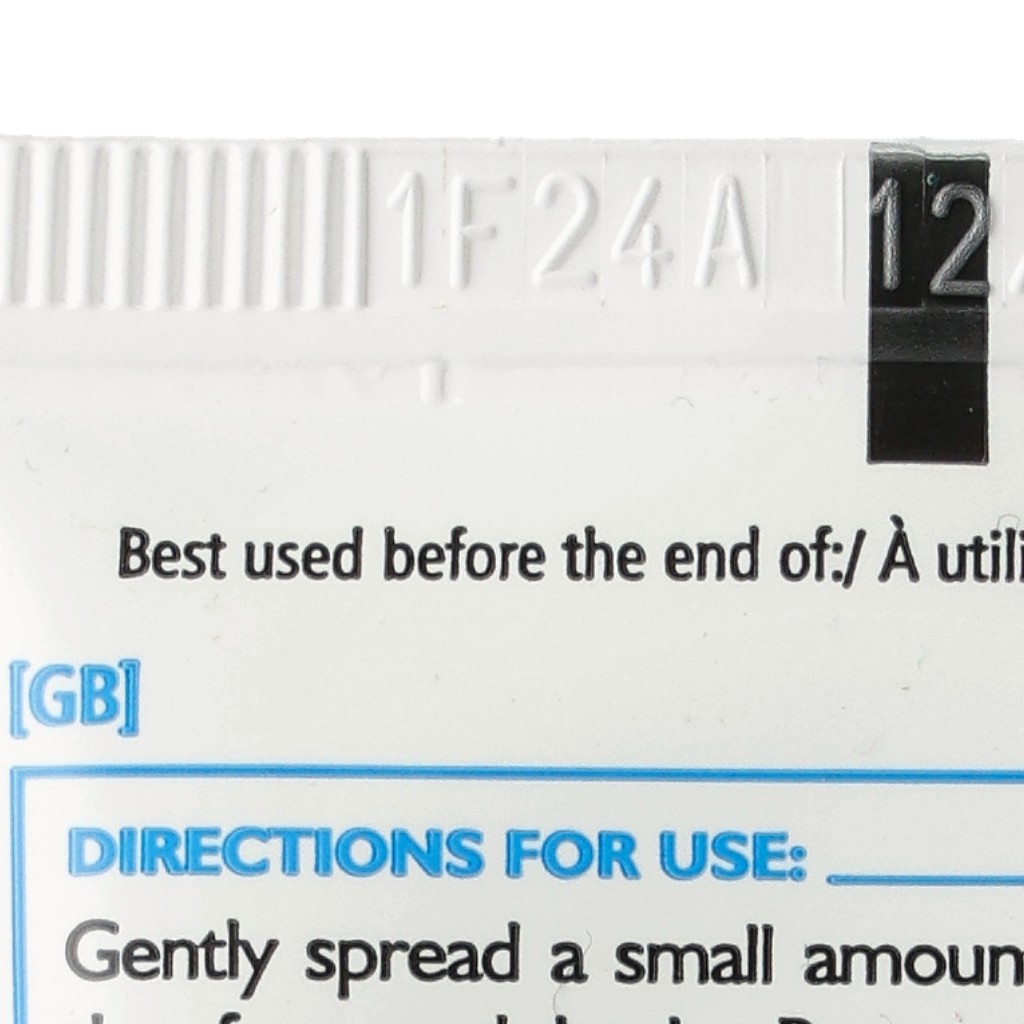 1F24A 12
Best used before the end of:/ À utili
[GB]
DIRECTIONS FOR USE:
Gently spread a small amoun